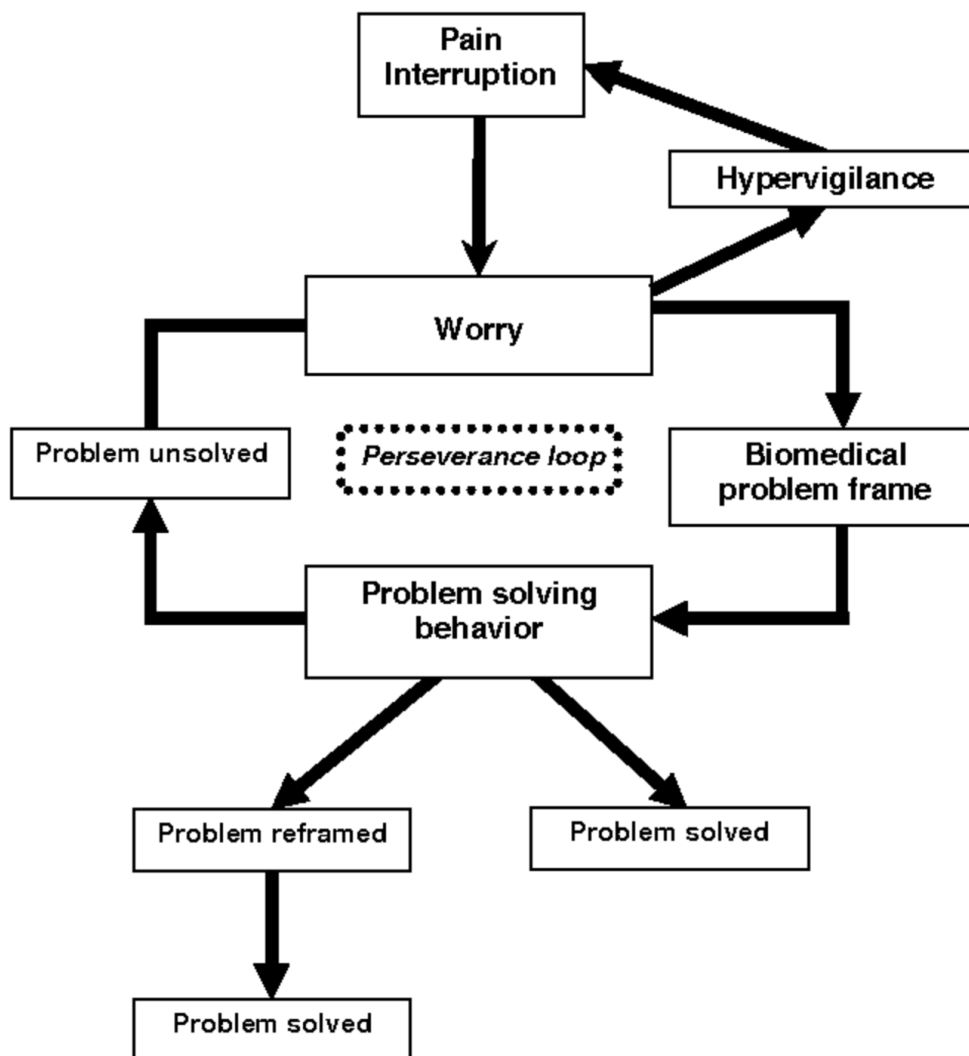 Pain
Interruption
Hypervigilance
Worry
Problem unsolved
Perseverance loop
Biomedical
problem frame
Problem solving
behavior
Problem reframed
Problem solved
Problem solved